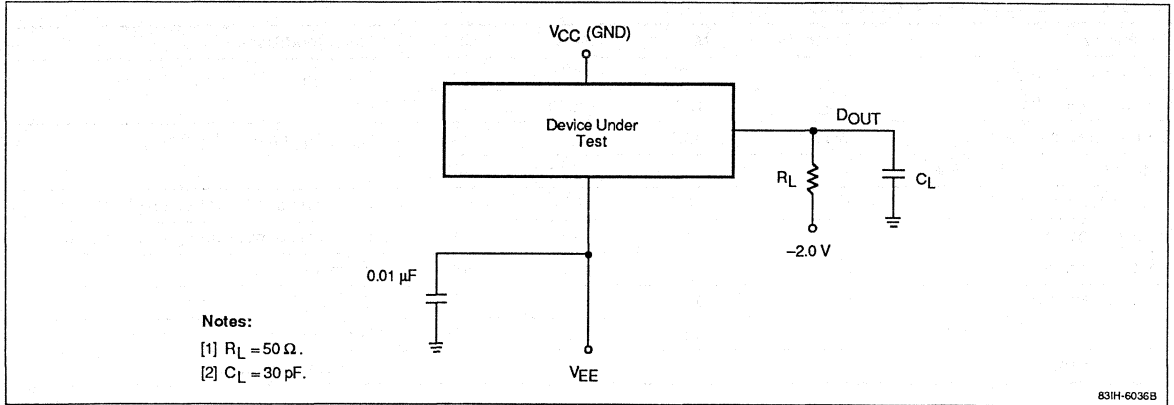 VCC (GND)
Device Under
Test
DOUT
RL
CL
–2.0 V
0.01 µF
Notes:
[1] RL = 50 Ω.
[2] CL = 30 pF.
VEE
83IH-6036B